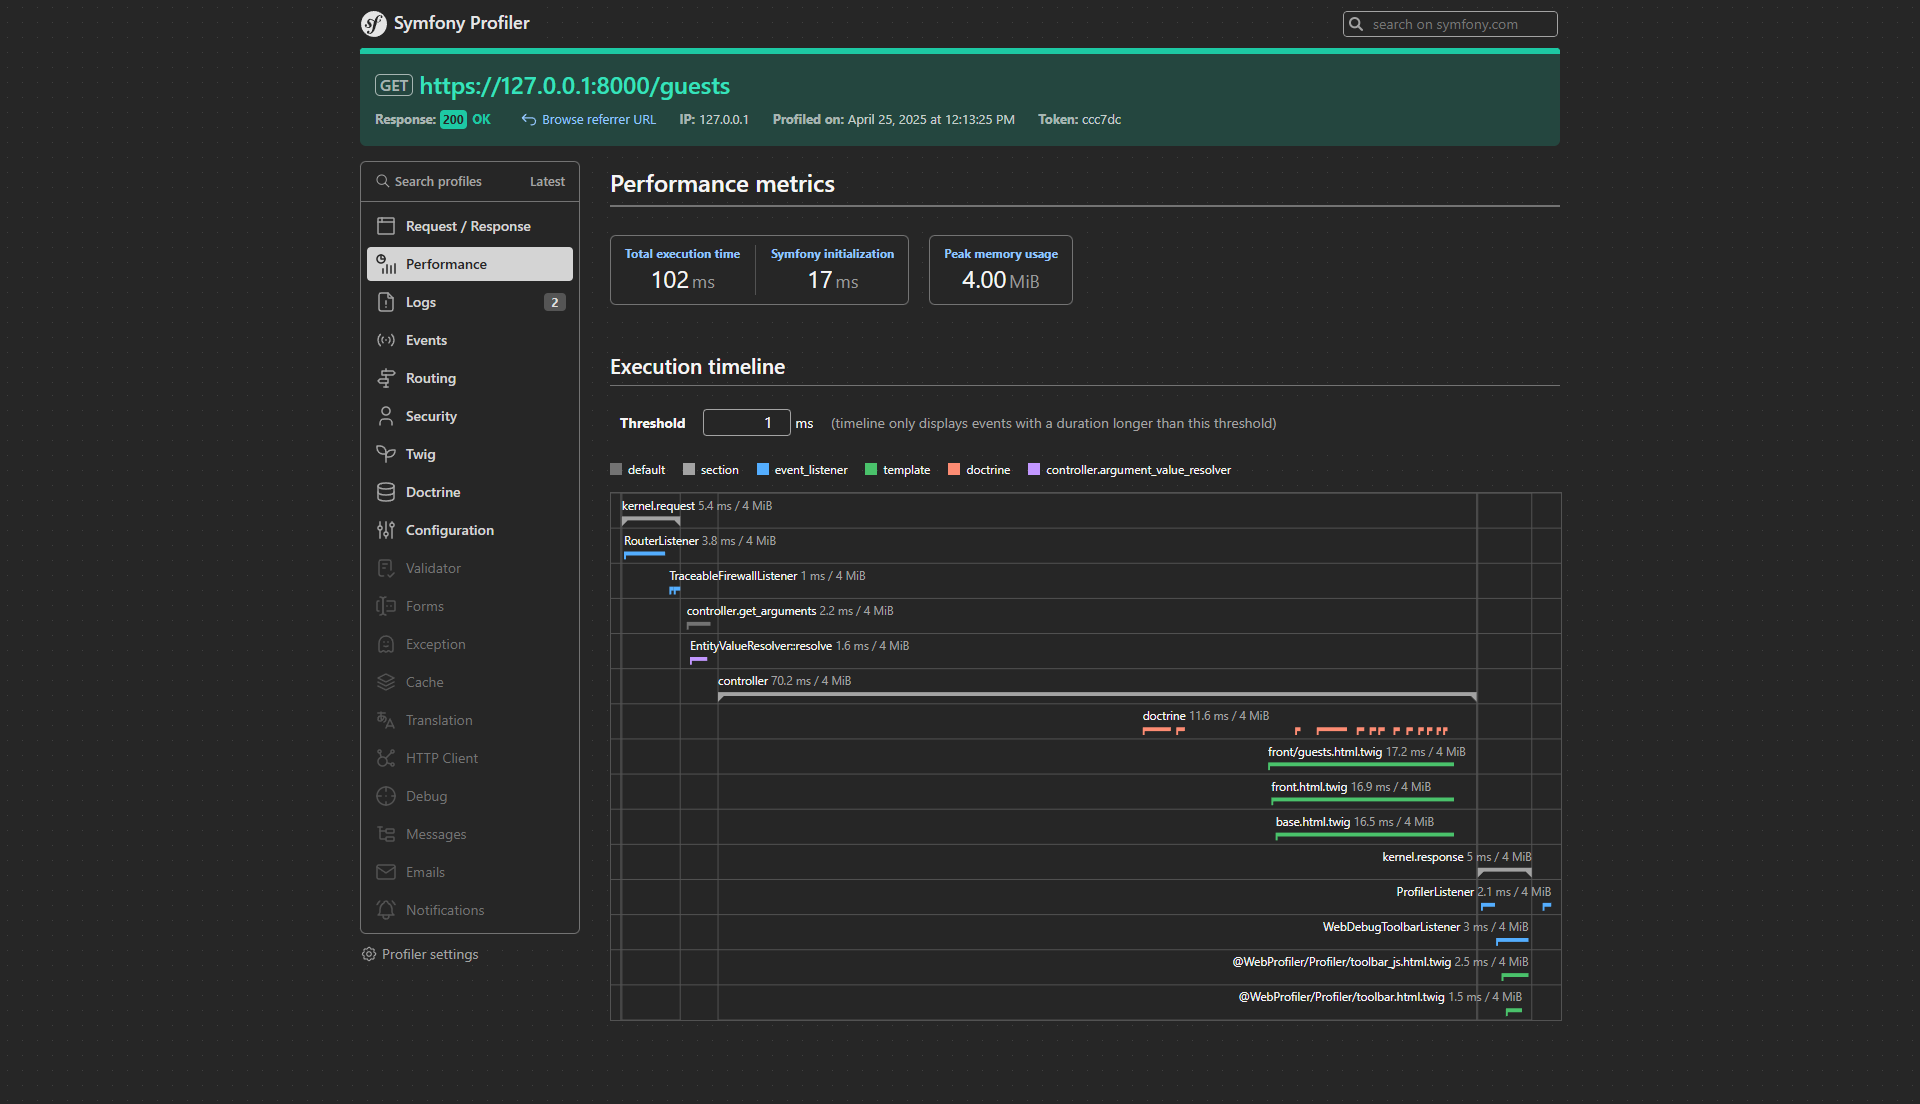 sf Symfony Profiler
search on symfony.com
GET https://127.0.0.1:8000/guests
Response: 200 OK Browse referrer URL IP: 127.0.0.1 Profiled on: April 25, 2025 at 12:13:25 PM Token: ccc7dc
Search profiles Latest
Request / Response
Performance
Logs 2
Events
Routing
Security
Twig
Doctrine
Configuration
Validator
Forms
Exception
Cache
Translation
HTTP Client
Debug
Messages
Emails
Notifications
Profiler settings
Performance metrics
Total execution time
102 ms
Symfony initialization
17 ms
Peak memory usage
4.00 MiB
Execution timeline
Threshold 1 ms (timeline only displays events with a duration longer than this threshold)
default section event_listener template doctrine controller.argument_value_resolver
kernel.request 5.4 ms / 4 MiB
RouterListener 3.8 ms / 4 MiB
TraceableFirewallListener 1 ms / 4 MiB
controller.get_arguments 2.2 ms / 4 MiB
EntityValueResolver::resolve 1.6 ms / 4 MiB
controller 70.2 ms / 4 MiB
doctrine 11.6 ms / 4 MiB
front/guests.html.twig 17.2 ms / 4 MiB
front.html.twig 16.9 ms / 4 MiB
base.html.twig 16.5 ms / 4 MiB
kernel.response 5 ms / 4 MiB
ProfilerListener 2.1 ms / 4 MiB
WebDebugToolbarListener 3 ms / 4 MiB
@WebProfiler/Profiler/toolbar_js.html.twig 2.5 ms / 4 MiB
@WebProfiler/Profiler/toolbar.html.twig 1.5 ms / 4 MiB